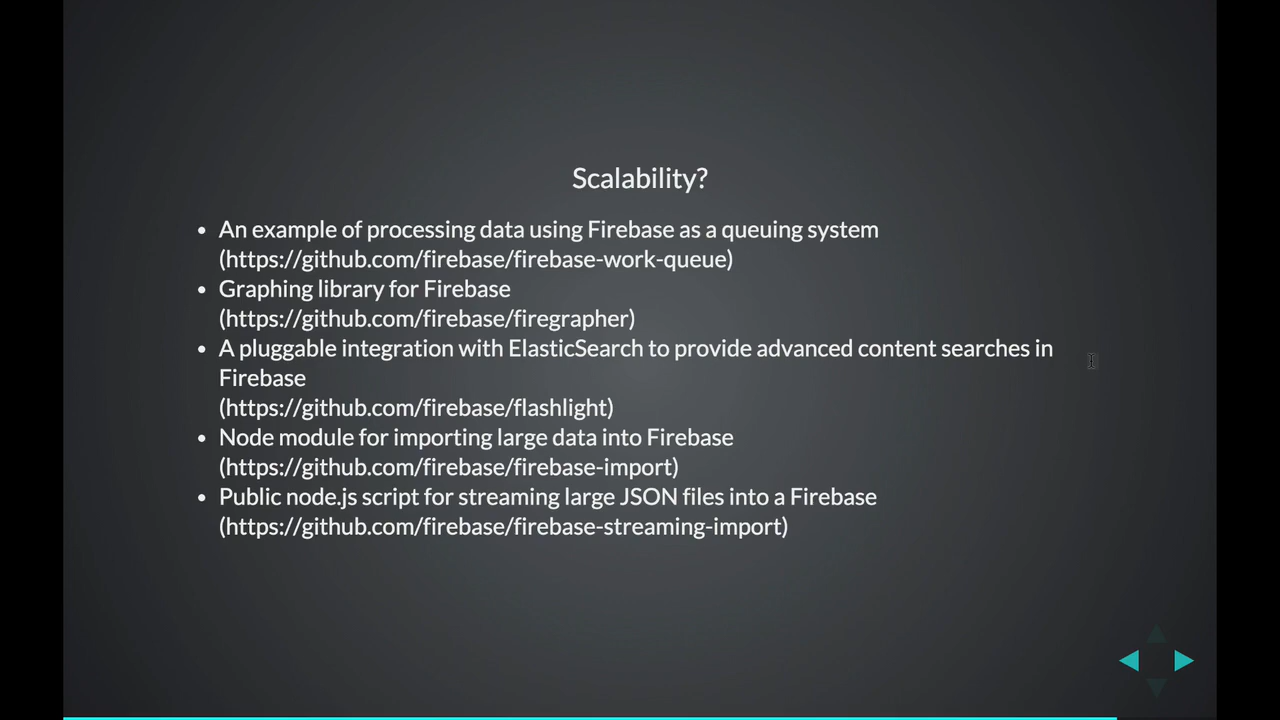 Scalability?
• An example of processing data using Firebase as a queuing system
(https://github.com/firebase/firebase-work-queue)
• Graphing library for Firebase
(https://github.com/firebase/firegrapher)
• A pluggable integration with ElasticSearch to provide advanced content searches in
Firebase
(https://github.com/firebase/flashlight)
• Node module for importing large data into Firebase
(https://github.com/firebase/firebase-import)
• Public node.js script for streaming large JSON files into a Firebase
(https://github.com/firebase/firebase-streaming-import)